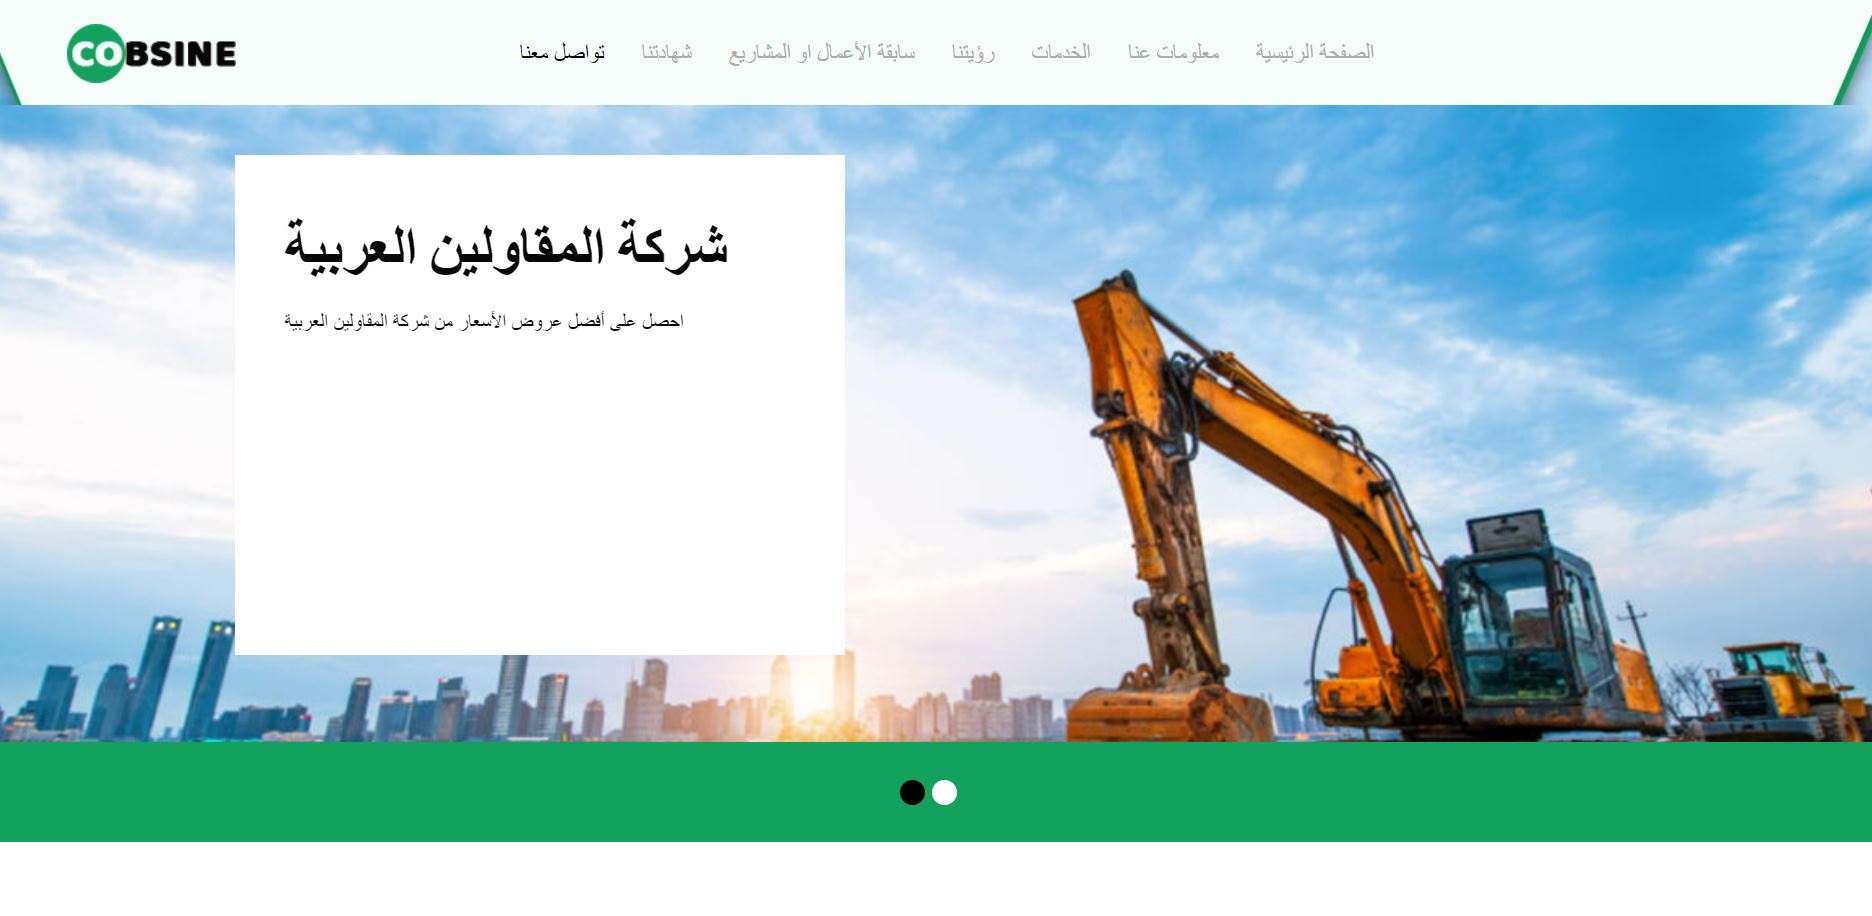 COBSINE
الصفحة الرئيسية معلومات عنا الخدمات رؤيتنا سابقة الأعمال او المشاريع شهادتنا تواصل معنا
شركة المقاولين العربية
احصل على أفضل عروض الأسعار من شركة المقاولين العربية